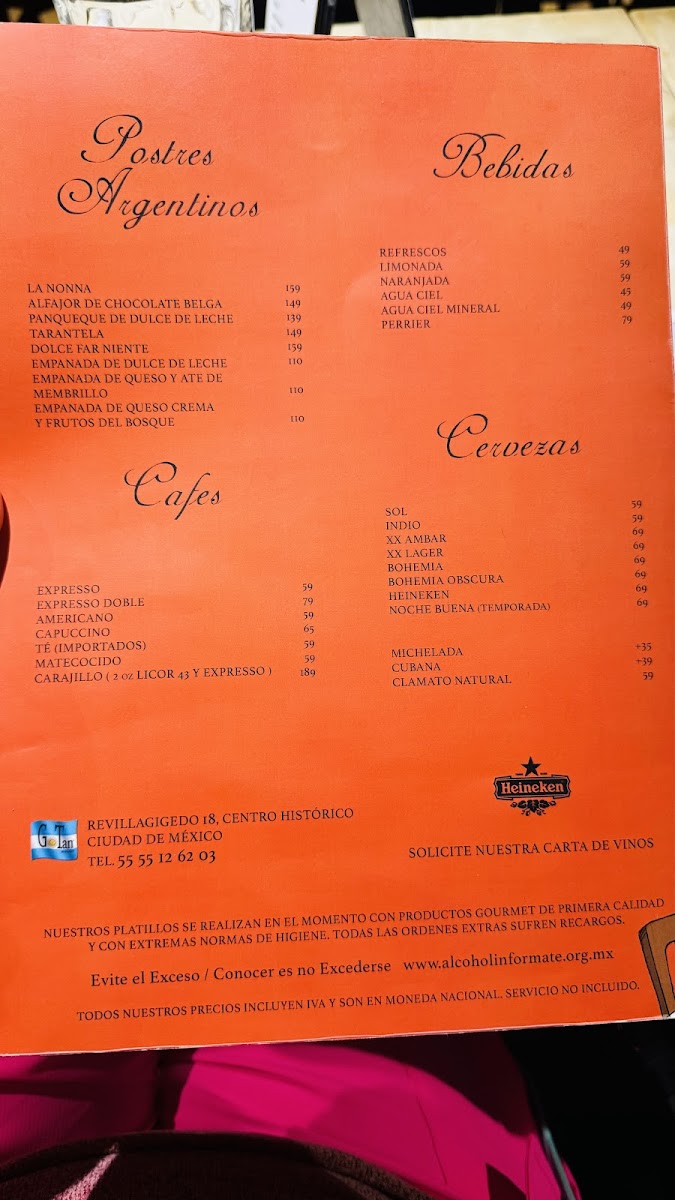 Postres
Argentinos
LA NONNA 159
ALFAJOR DE CHOCOLATE BELGA 149
PANQUEQUE DE DULCE DE LECHE 139
TARANTELA 149
DOLCE FAR NIENTE 159
EMPANADA DE DULCE DE LECHE 110
EMPANADA DE QUESO Y ATE DE
MEMBRILLO 110
EMPANADA DE QUESO CREMA
Y FRUTOS DEL BOSQUE 110
Cafes
EXPRESSO 59
EXPRESSO DOBLE 79
AMERICANO 59
CAPUCCINO 65
TÉ (IMPORTADOS) 59
MATECOCIDO 59
CARAJILLO ( 2 OZ LICOR 43 Y EXPRESSO ) 189
Bebidas
REFRESCOS 49
LIMONADA 59
NARANJADA 59
AGUA CIEL 45
AGUA CIEL MINERAL 49
PERRIER 79
Cervezas
SOL 59
INDIO 59
XX AMBAR 69
XX LAGER 69
BOHEMIA 69
BOHEMIA OBSCURA 69
HEINEKEN 69
NOCHE BUENA (TEMPORADA) 69
MICHELADA +35
CUBANA +39
CLAMATO NATURAL 59
Heineken
SOLICITE NUESTRA CARTA DE VINOS
GoTan
REVILLAGIGEDO 18, CENTRO HISTÓRICO
CIUDAD DE MÉXICO
TEL. 55 55 12 62 03
NUESTROS PLATILLOS SE REALIZAN EN EL MOMENTO CON PRODUCTOS GOURMET DE PRIMERA CALIDAD
Y CON EXTREMAS NORMAS DE HIGIENE. TODAS LAS ORDENES EXTRAS SUFREN RECARGOS.
Evite el Exceso / Conocer es no Excederse www.alcoholinformate.org.mx
TODOS NUESTROS PRECIOS INCLUYEN IVA Y SON EN MONEDA NACIONAL. SERVICIO NO INCLUIDO.